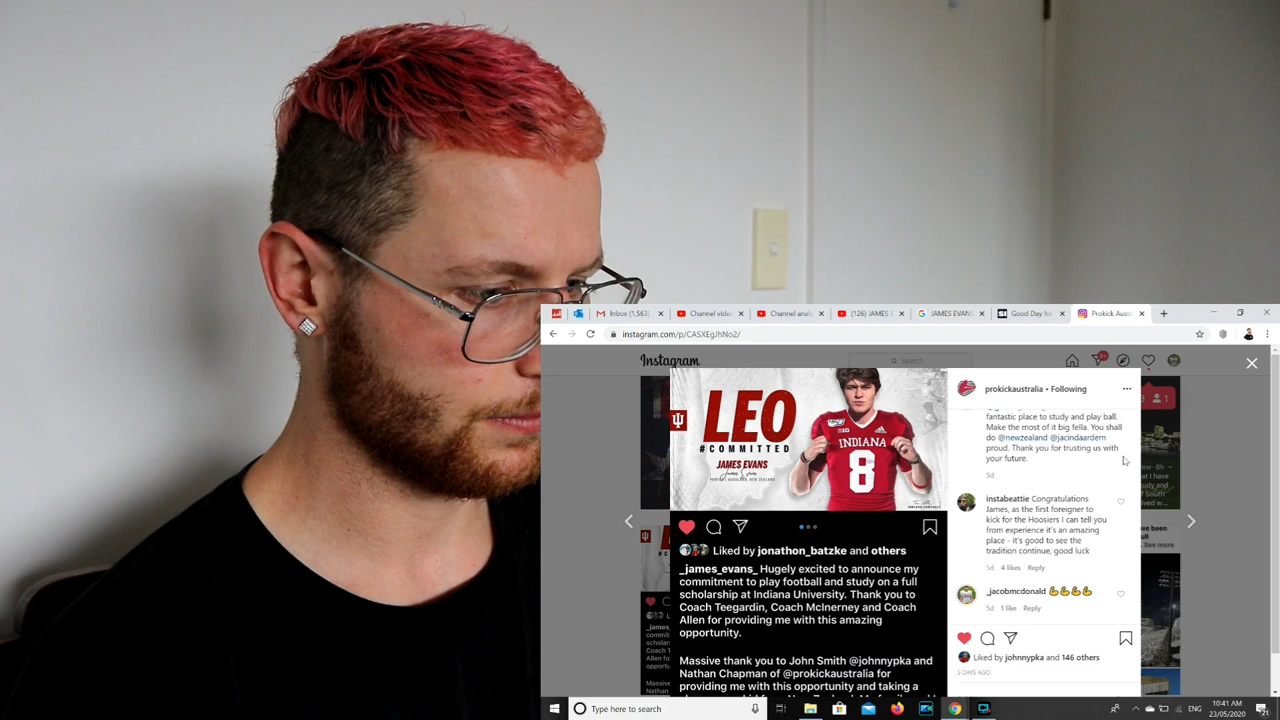 Inbox (1,563)
Channel vide
Channel anal
(126) JAMES E
JAMES EVANS
Good Day for
Prokick Austr
instagram.com/p/CASXEgJhNo2/
Instagram
Search
LEO
#COMMITTED
JAMES EVANS
INDIANA
8
Liked by jonathon_batzke and others
_james_evans_ Hugely excited to announce my
commitment to play football and study on a full
scholarship at Indiana University. Thank you to
Coach Teegardin, Coach McInerney and Coach
Allen for providing me with this amazing
opportunity.
Massive thank you to John Smith @johnnypka and
Nathan Chapman of @prokickaustralia for
providing me with this opportunity and taking a
prokickaustralia • Following
fantastic place to study and play ball.
Make the most of it big fella. You shall
do @newzealand @jacindaardern
proud. Thank you for trusting us with
your future.
5d
instabeattie Congratulations
James, as the first foreigner to
kick for the Hoosiers I can tell you
from experience it's an amazing
place - it's good to see the
tradition continue, good luck
5d 4 likes Reply
_jacobmcdonald 💪💪💪💪
5d 1 like Reply
Liked by johnnypka and 146 others
5 DAYS AGO
1
Type here to search
ENG
10:41 AM
23/05/2020